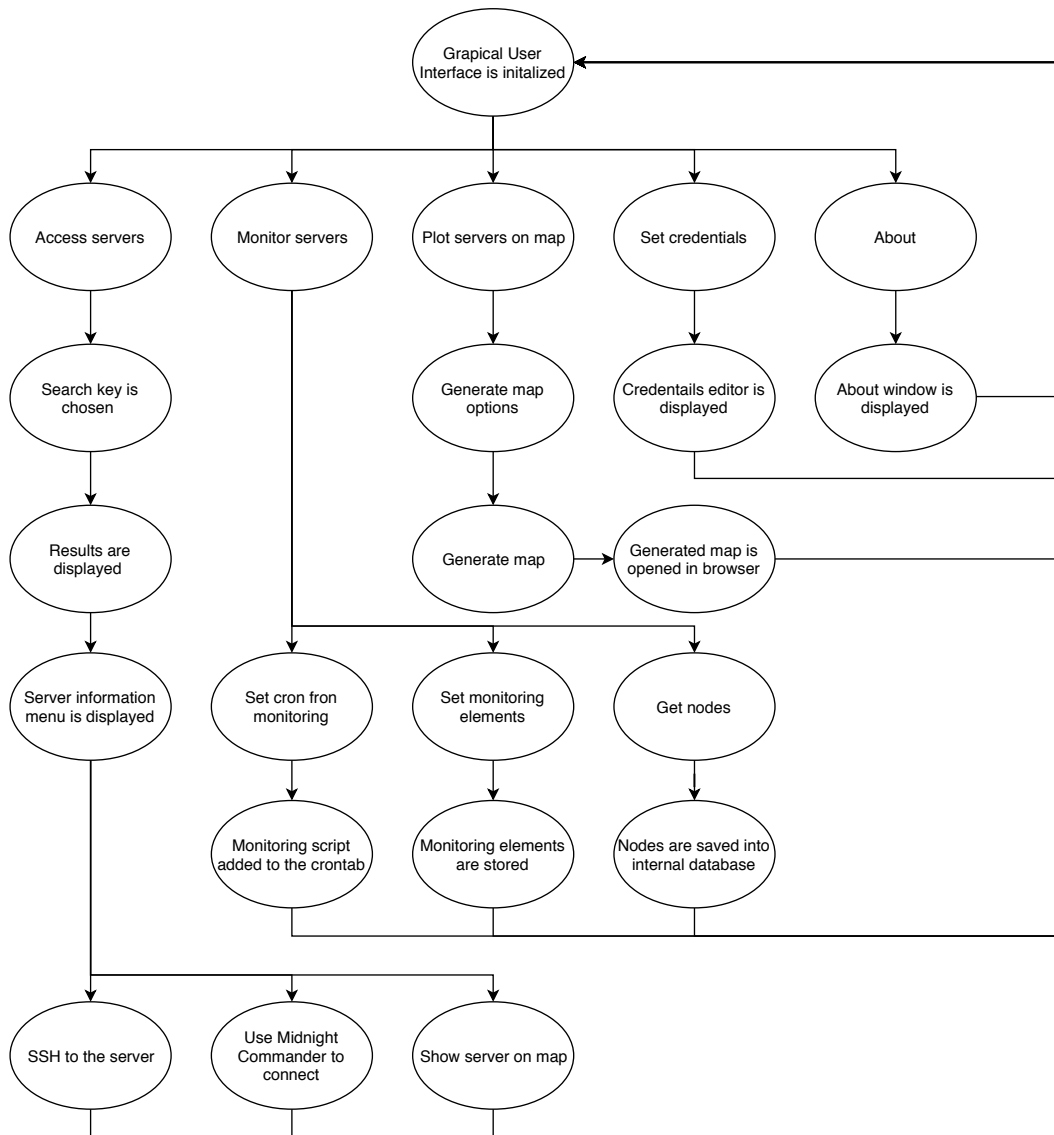 Grapical User
Interface is initalized
Access servers
Monitor servers
Plot servers on map
Set credentials
About
Search key is
chosen
Generate map
options
Credentails editor is
displayed
About window is
displayed
Results are
displayed
Generate map
Generated map is
opened in browser
Server information
menu is displayed
Set cron fron
monitoring
Set monitoring
elements
Get nodes
Monitoring script
added to the crontab
Monitoring elements
are stored
Nodes are saved into
internal database
SSH to the server
Use Midnight
Commander to
connect
Show server on map